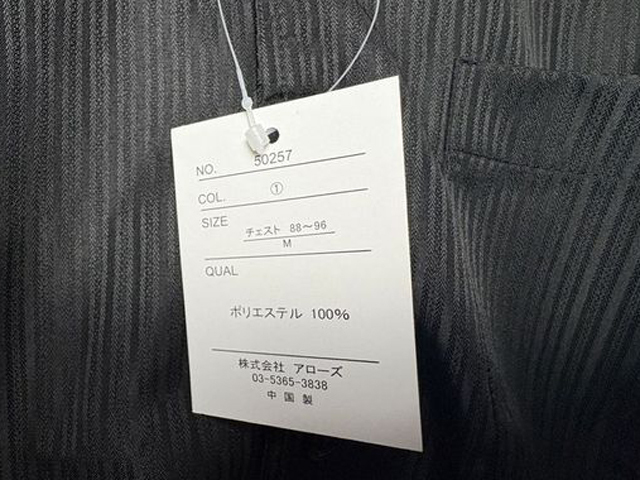 NO. 50257
COL. ①
SIZE
チェスト 88～96
M
QUAL
ポリエステル 100%
株式会社 アローズ
03-5365-3838
中国製